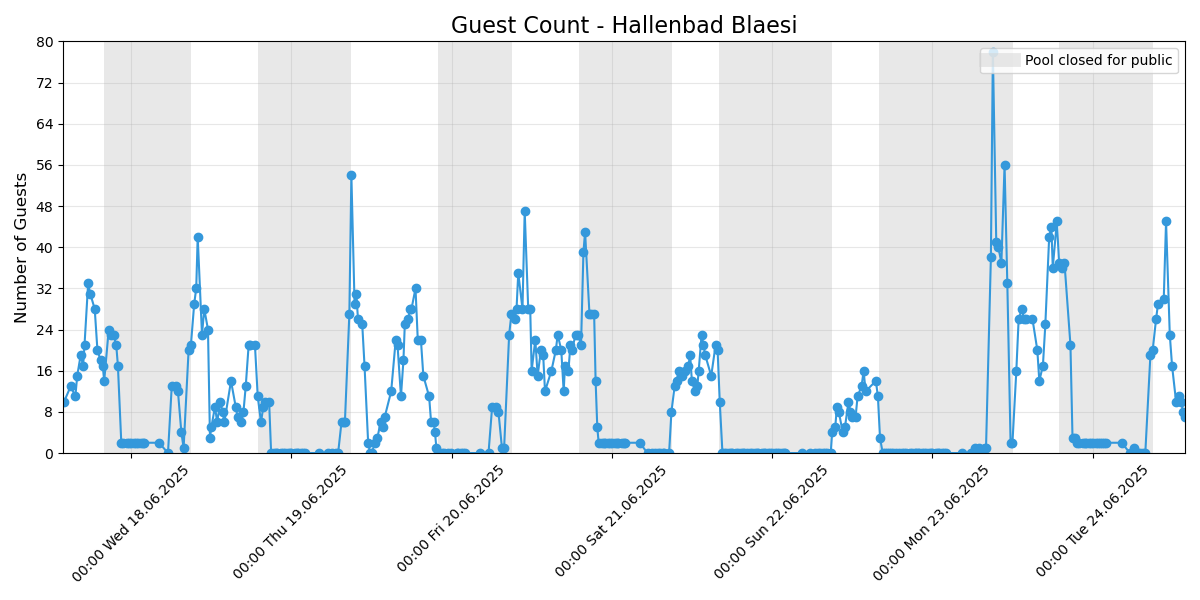 Guest Count - Hallenbad Blaesi
Pool closed for public
Number of Guests
80
72
64
56
48
40
32
24
16
8
0
00:00 Wed 18.06.2025
00:00 Thu 19.06.2025
00:00 Fri 20.06.2025
00:00 Sat 21.06.2025
00:00 Sun 22.06.2025
00:00 Mon 23.06.2025
00:00 Tue 24.06.2025